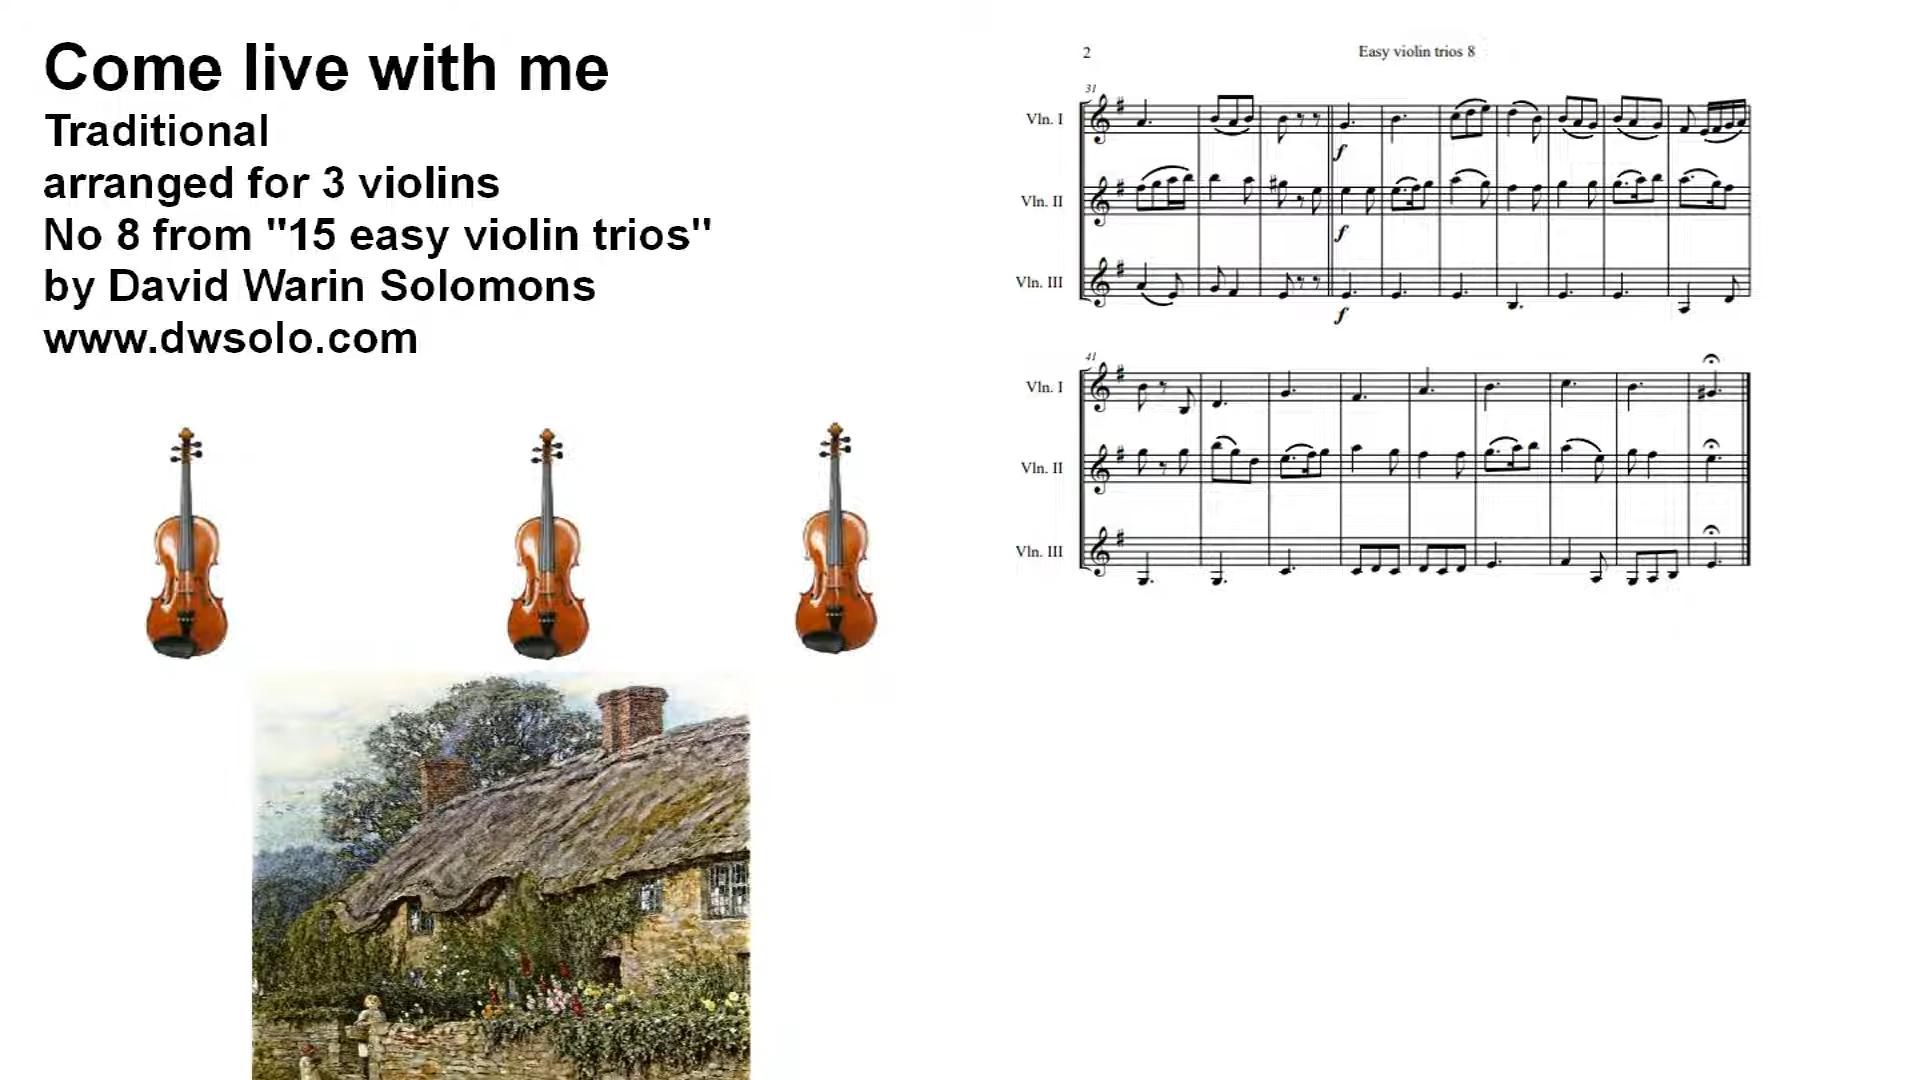 Come live with me
Traditional
arranged for 3 violins
No 8 from "15 easy violin trios"
by David Warin Solomons
www.dwsolo.com
2
Easy violin trios 8
31
Vln. I
f
Vln. II
f
Vln. III
f
41
Vln. I
Vln. II
Vln. III